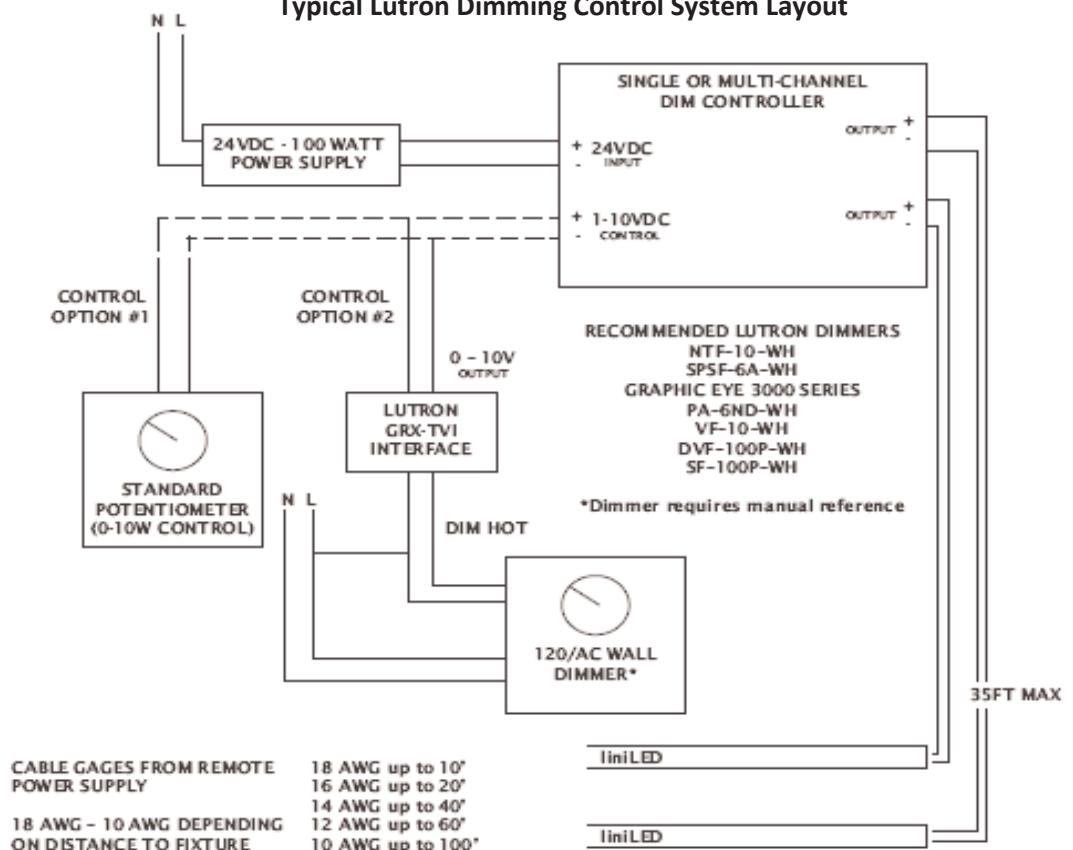 Typical Lutron Dimming Control System Layout
N L
SINGLE OR MULTI-CHANNEL
DIM CONTROLLER
OUTPUT + -
24VDC - 100 WATT
POWER SUPPLY
+ 24VDC
- INPUT
+ 1-10VDC
- CONTROL
OUTPUT + -
CONTROL
OPTION #1
CONTROL
OPTION #2
0 - 10V
OUTPUT
RECOMMENDED LUTRON DIMMERS
NTF-10-WH
SPSF-6A-WH
GRAPHIC EYE 3000 SERIES
PA-6ND-WH
VF-10-WH
DVF-100P-WH
SF-100P-WH
*Dimmer requires manual reference
LUTRON
GRX-TVI
INTERFACE
STANDARD
POTENTIOMETER
(0-10W CONTROL)
N L
DIM HOT
120/AC WALL
DIMMER*
35FT MAX
CABLE GAGES FROM REMOTE
POWER SUPPLY
18 AWG - 10 AWG DEPENDING
ON DISTANCE TO FIXTURE
18 AWG up to 10'
16 AWG up to 20'
14 AWG up to 40'
12 AWG up to 60'
10 AWG up to 100'
liniLED
liniLED